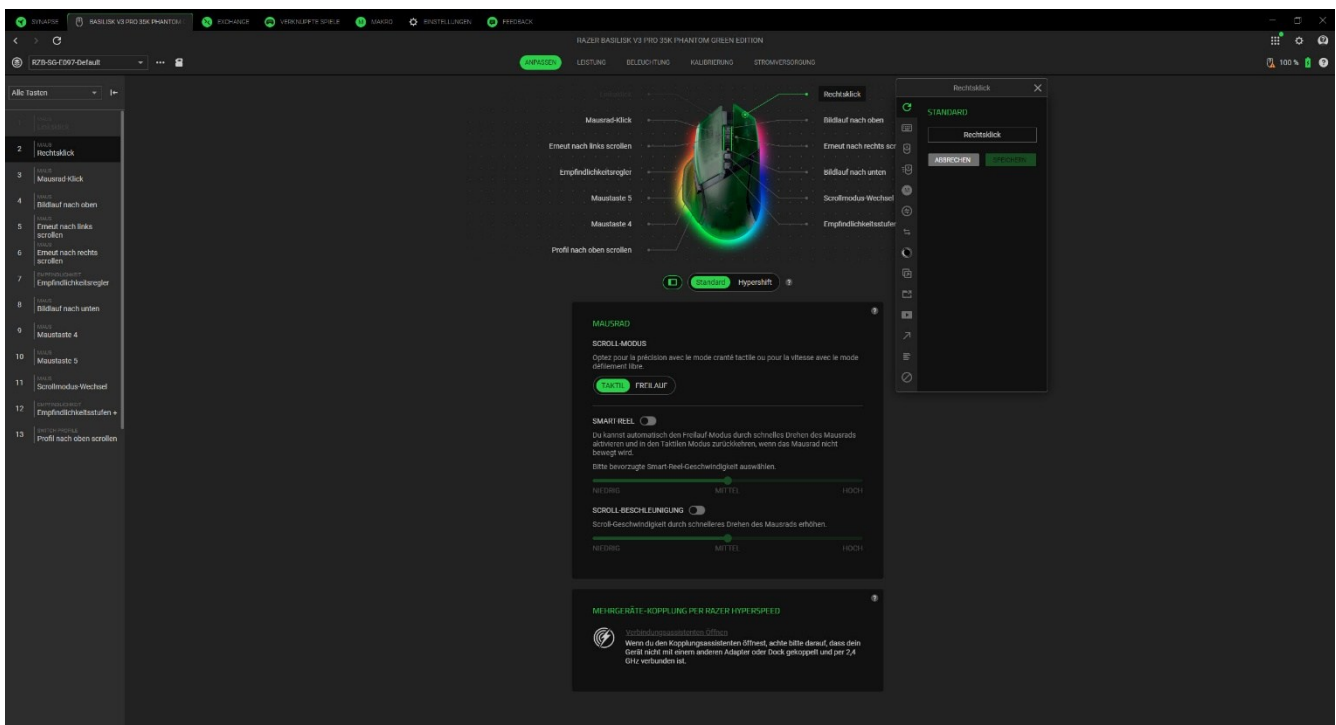 SYNAPSE
BASILISK V3 PRO 35K PHANTOM
EXCHANGE
VERKNÜPFTE SPIELE
MAKRO
EINSTELLUNGEN
FEEDBACK
RAZER BASILISK V3 PRO 35K PHANTOM GREEN EDITION
RZB-SG-E097-Default
ANPASSEN
LEISTUNG
BELEUCHTUNG
KALIBRIERUNG
STROMVERSORGUNG
100 %
Alle Tasten
1
MAUS
Linksklick
2
MAUS
Rechtsklick
3
MAUS
Mausrad-Klick
4
MAUS
Bildlauf nach oben
5
MAUS
Erneut nach links
scrollen
6
MAUS
Erneut nach rechts
scrollen
7
EMPFINDLICHKEIT
Empfindlichkeitsregler
8
MAUS
Bildlauf nach unten
9
MAUS
Maustaste 4
10
MAUS
Maustaste 5
11
MAUS
Scrollmodus-Wechsel
12
EMPFINDLICHKEIT
Empfindlichkeitsstufen +
13
SWITCH PROFILE
Profil nach oben scrollen
Linksklick
Mausrad-Klick
Erneut nach links scrollen
Empfindlichkeitsregler
Maustaste 5
Maustaste 4
Profil nach oben scrollen
Rechtsklick
Bildlauf nach oben
Erneut nach rechts scr
Bildlauf nach unten
Scrollmodus-Wechsel
Empfindlichkeitsstufen
Standard
Hypershift
MAUSRAD
SCROLL-MODUS
Optez pour la précision avec le mode cranté tactile ou pour la vitesse avec le mode
défilement libre.
TAKTIL
FREILAUF
SMART-REEL
Du kannst automatisch den Freilauf-Modus durch schnelles Drehen des Mausrads
aktivieren und in den Taktilen Modus zurückkehren, wenn das Mausrad nicht
bewegt wird.
Bitte bevorzugte Smart-Reel-Geschwindigkeit auswählen.
NIEDRIG
MITTEL
HOCH
SCROLL-BESCHLEUNIGUNG
Scroll-Geschwindigkeit durch schnelleres Drehen des Mausrads erhöhen.
NIEDRIG
MITTEL
HOCH
MEHRGERÄTE-KOPPLUNG PER RAZER HYPERSPEED
Verbindungsassistenten öffnen
Wenn du den Kopplungsassistenten öffnest, achte bitte darauf, dass dein
Gerät nicht mit einem anderen Adapter oder Dock gekoppelt und per 2,4
GHz verbunden ist.
Rechtsklick
STANDARD
Rechtsklick
ABBRECHEN
SPEICHERN